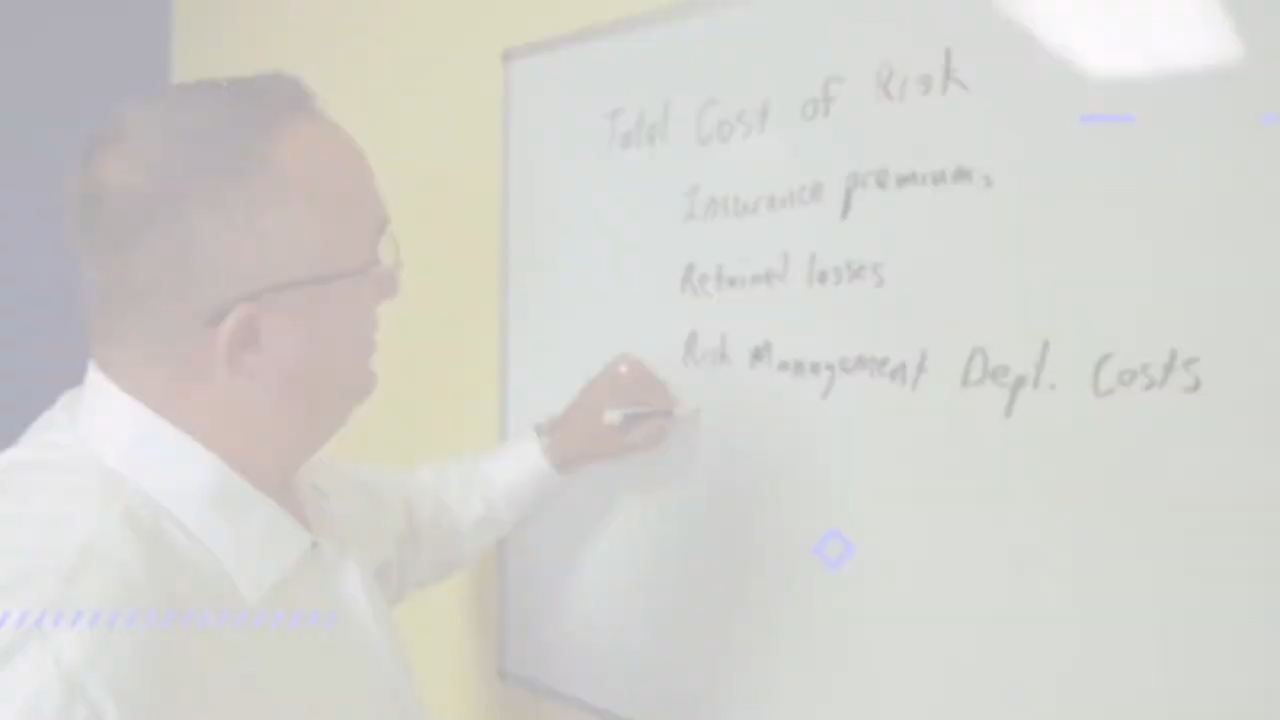 Total Cost of Risk
Insurance premiums
Retained losses
Risk Management Dept. Costs